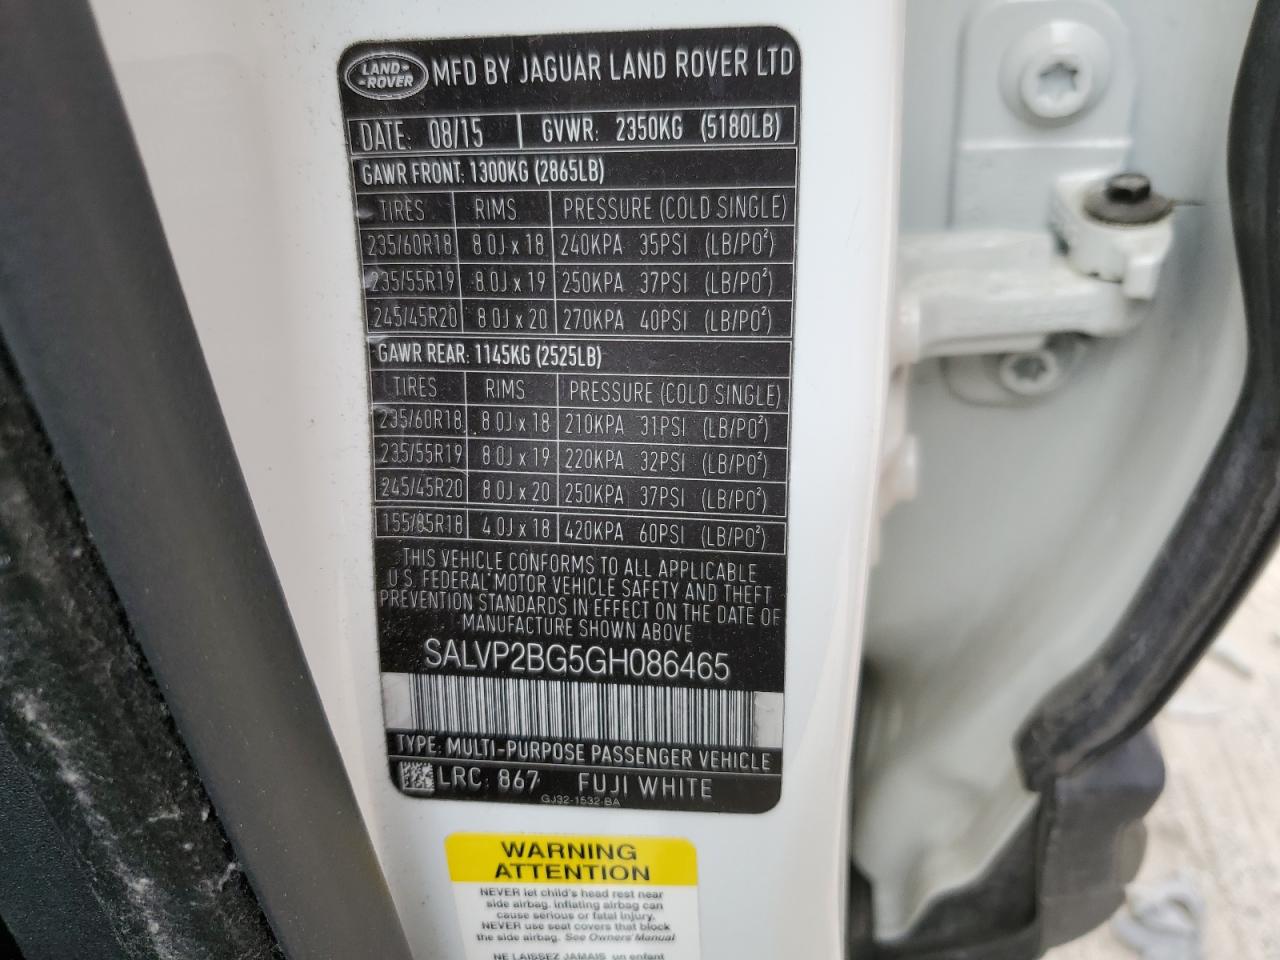 LAND ROVER MFD BY JAGUAR LAND ROVER LTD
DATE: 08/15 GVWR: 2350KG (5180LB)
GAWR FRONT: 1300KG (2865LB)
TIRES RIMS PRESSURE (COLD SINGLE)
235/60R18 8.0J x 18 240KPA 35PSI (LB/PO²)
235/55R19 8.0J x 19 250KPA 37PSI (LB/PO²)
245/45R20 8.0J x 20 270KPA 40PSI (LB/PO²)
GAWR REAR: 1145KG (2525LB)
TIRES RIMS PRESSURE (COLD SINGLE)
235/60R18 8.0J x 18 210KPA 31PSI (LB/PO²)
235/55R19 8.0J x 19 220KPA 32PSI (LB/PO²)
245/45R20 8.0J x 20 250KPA 37PSI (LB/PO²)
155/85R18 4.0J x 18 420KPA 60PSI (LB/PO²)
THIS VEHICLE CONFORMS TO ALL APPLICABLE
U.S. FEDERAL MOTOR VEHICLE SAFETY AND THEFT
PREVENTION STANDARDS IN EFFECT ON THE DATE OF
MANUFACTURE SHOWN ABOVE
SALVP2BG5GH086465
TYPE: MULTI-PURPOSE PASSENGER VEHICLE
LRC: 867 FUJI WHITE
GJ32-1532-BA
WARNING
ATTENTION
NEVER let child's head rest near
side airbag. Inflating airbag can
cause serious or fatal injury.
NEVER use seat covers that block
the side airbag. See Owners' Manual
NE LAISSEZ JAMAIS un enfant